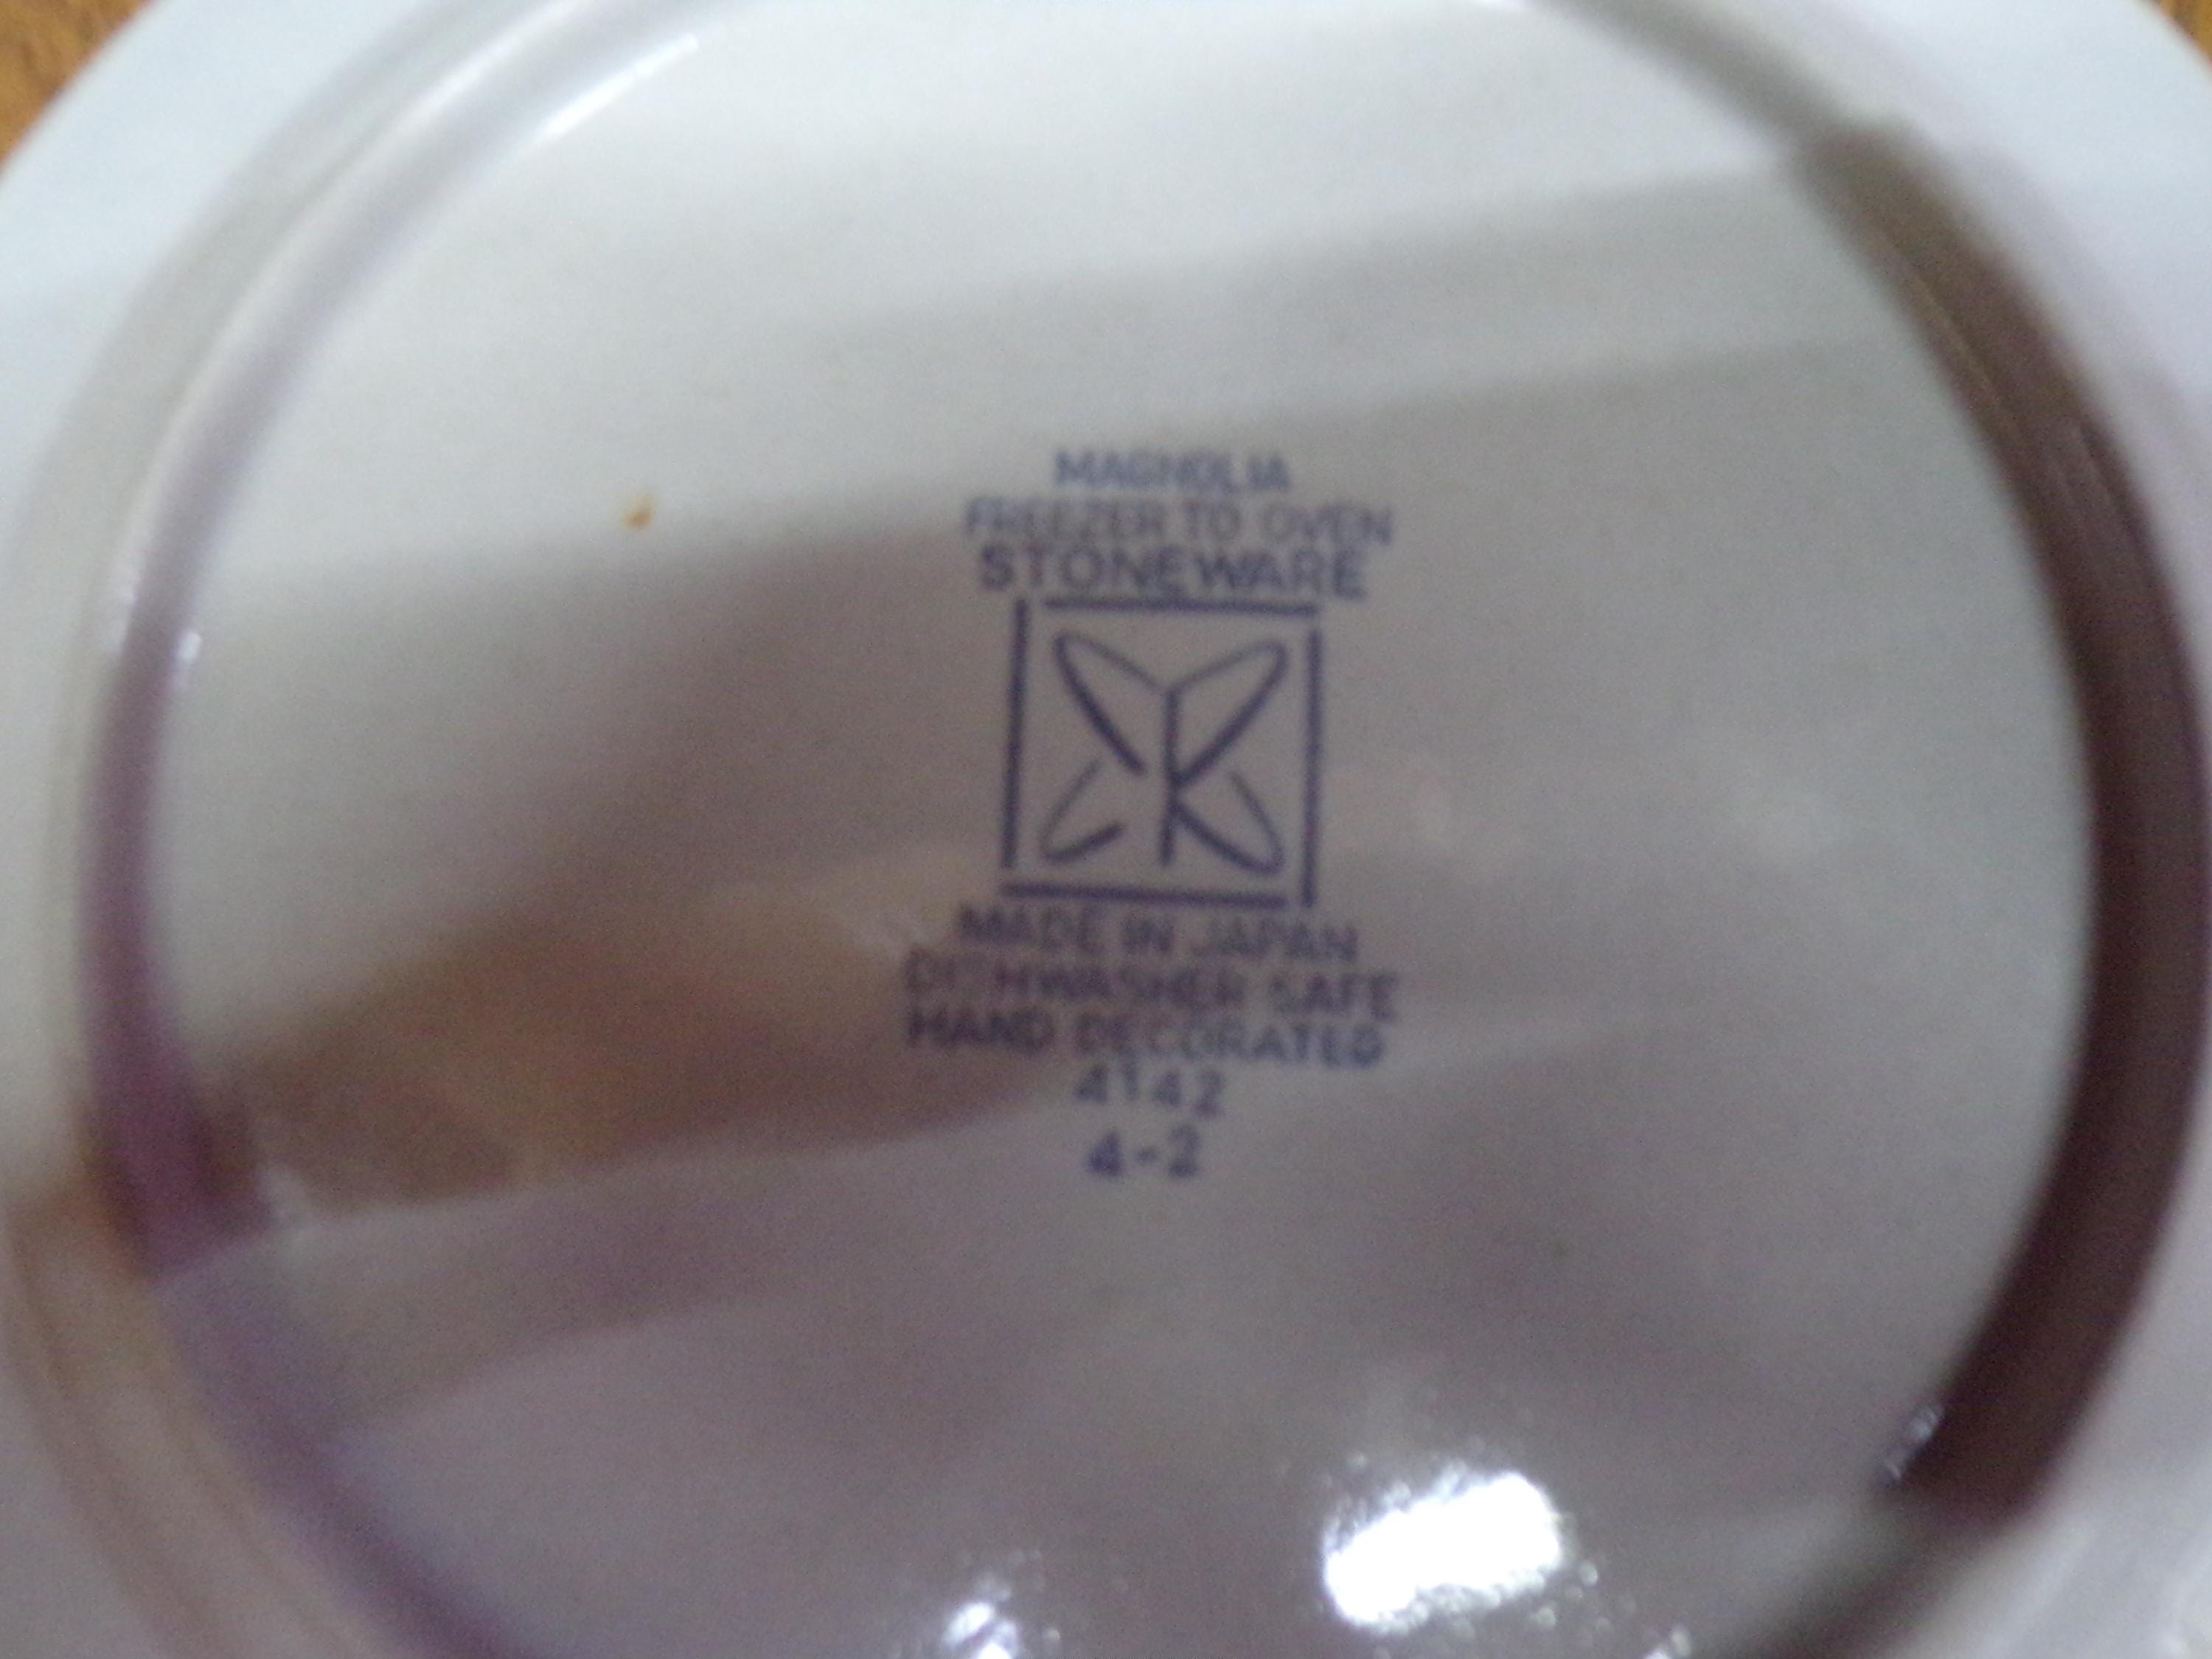 MAGNOLIA
FREEZER TO OVEN
STONEWARE
MADE IN JAPAN
DISHWASHER SAFE
HAND DECORATED
4142
4-2